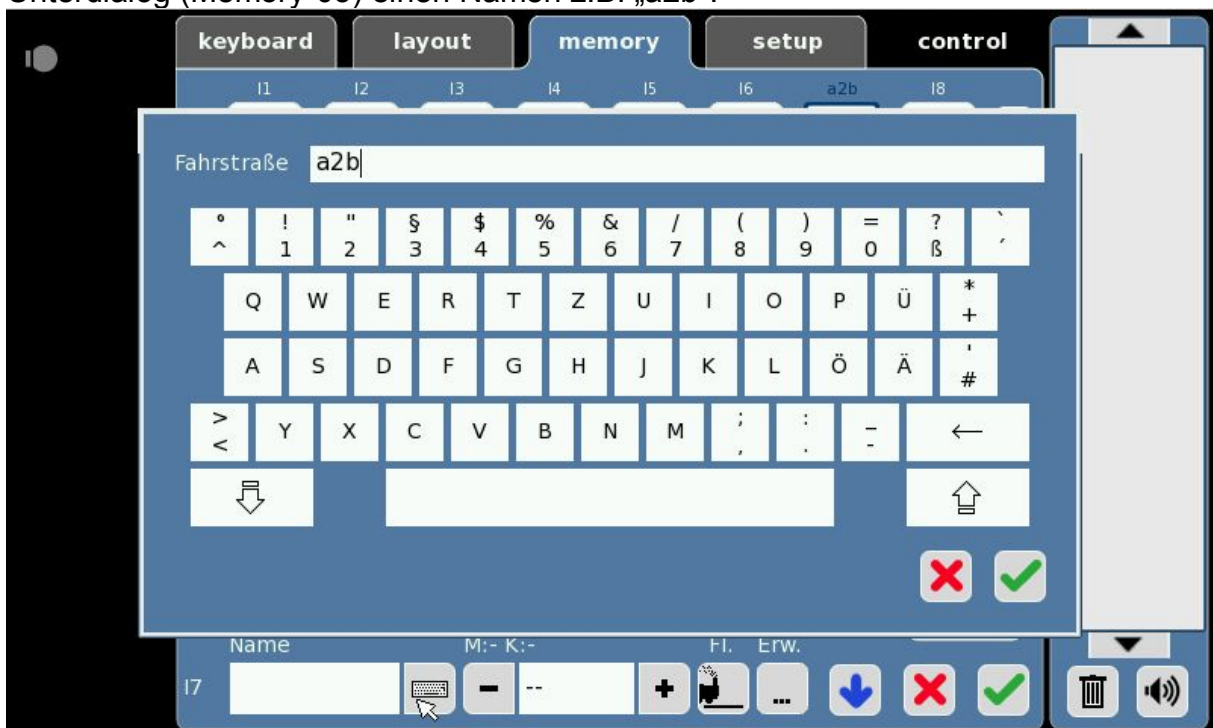 Unterdialog (Memory-03) einen Namen z.B. „a2b“.
keyboard layout memory setup control
I1 I2 I3 I4 I5 I6 a2b I8
Fahrstraße a2b
° ! " § $ % & / ( ) = ? `
^ 1 2 3 4 5 6 7 8 9 0 ß ´
Q W E R T Z U I O P Ü * +
A S D F G H J K L Ö Ä ' #
> < Y X C V B N M ; , : . _ - ←
Name M:- K:- Fl. Erw.
I7 - -- + ...